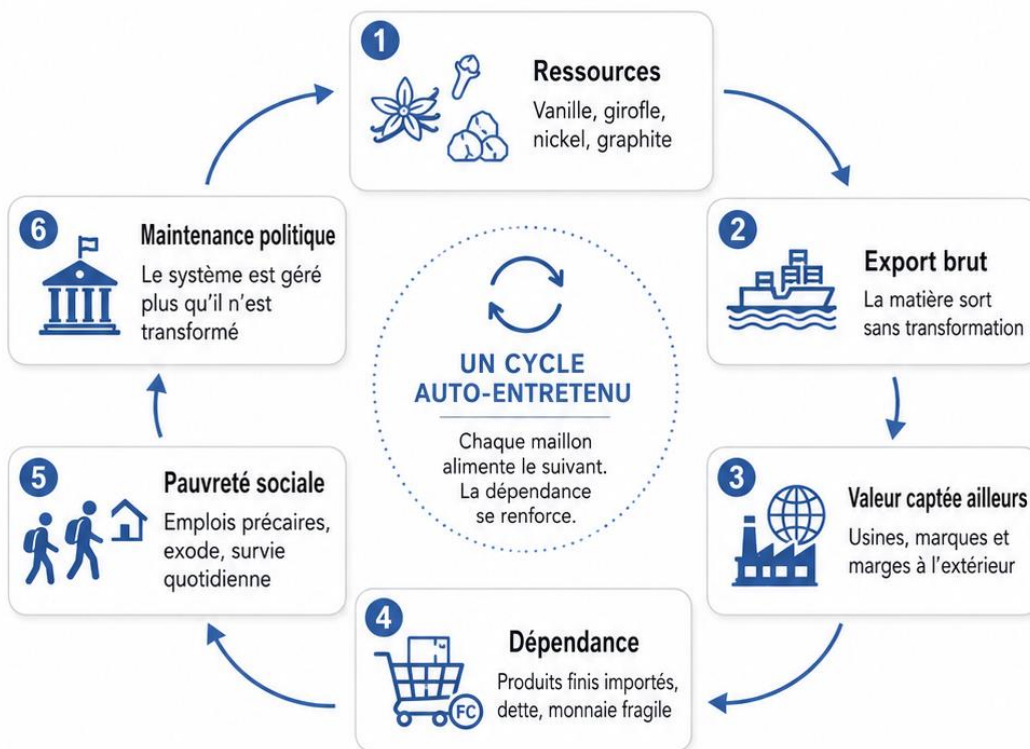 1
Ressources
Vanille, girofle,
nickel, graphite
2
Export brut
La matière sort
sans transformation
3
Valeur captée ailleurs
Usines, marques et
marges à l'extérieur
4
Dépendance
Produits finis importés,
dette, monnaie fragile
FC
5
Pauvreté sociale
Emplois précaires,
exode, survie
quotidienne
6
Maintenance politique
Le système est géré
plus qu'il n'est
transformé
UN CYCLE
AUTO-ENTRETENU
Chaque maillon
alimente le suivant.
La dépendance
se renforce.